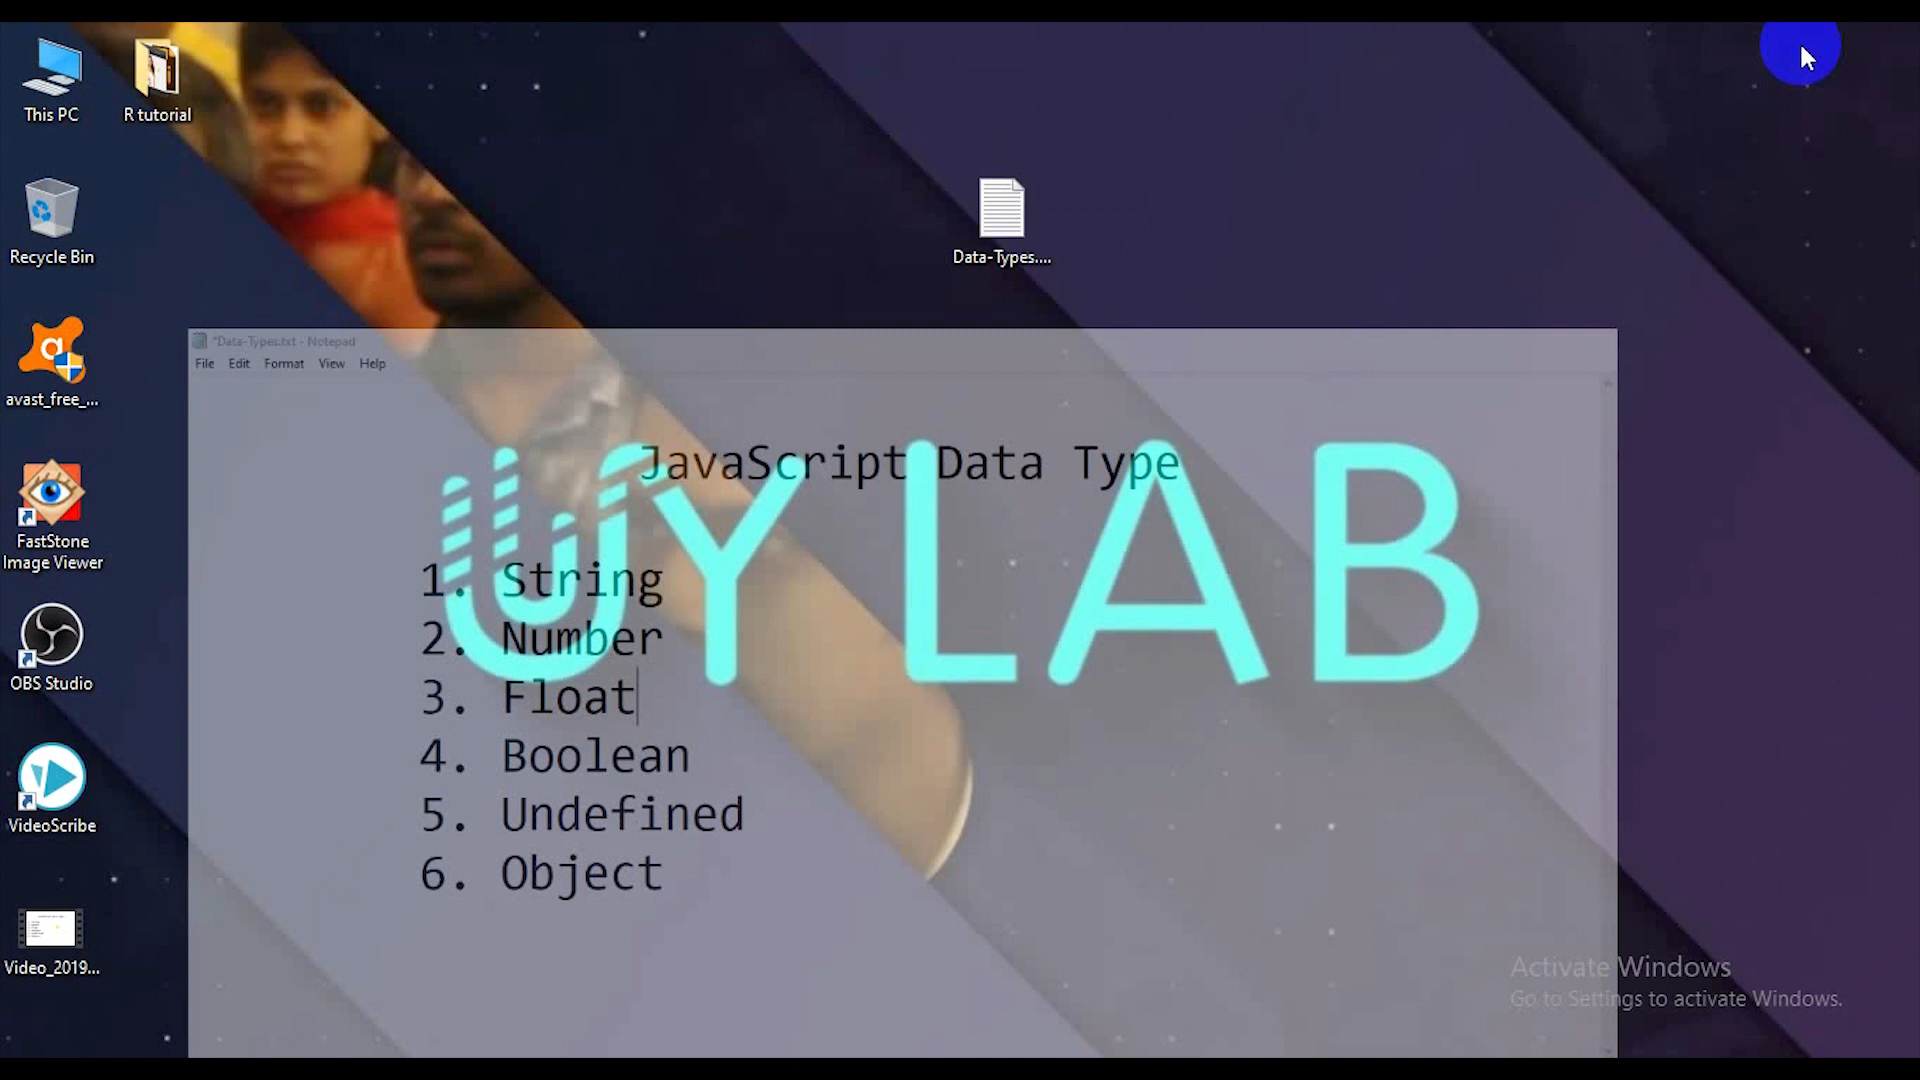 This PC
R tutorial
Recycle Bin
Data-Types....
avast_free_...
FastStone
Image Viewer
OBS Studio
VideoScribe
Video_2019...
*Data-Types.txt - Notepad
File Edit Format View Help
JavaScript Data Type
1. String
2. Number
3. Float
4. Boolean
5. Undefined
6. Object
UY LAB
Activate Windows
Go to Settings to activate Windows.